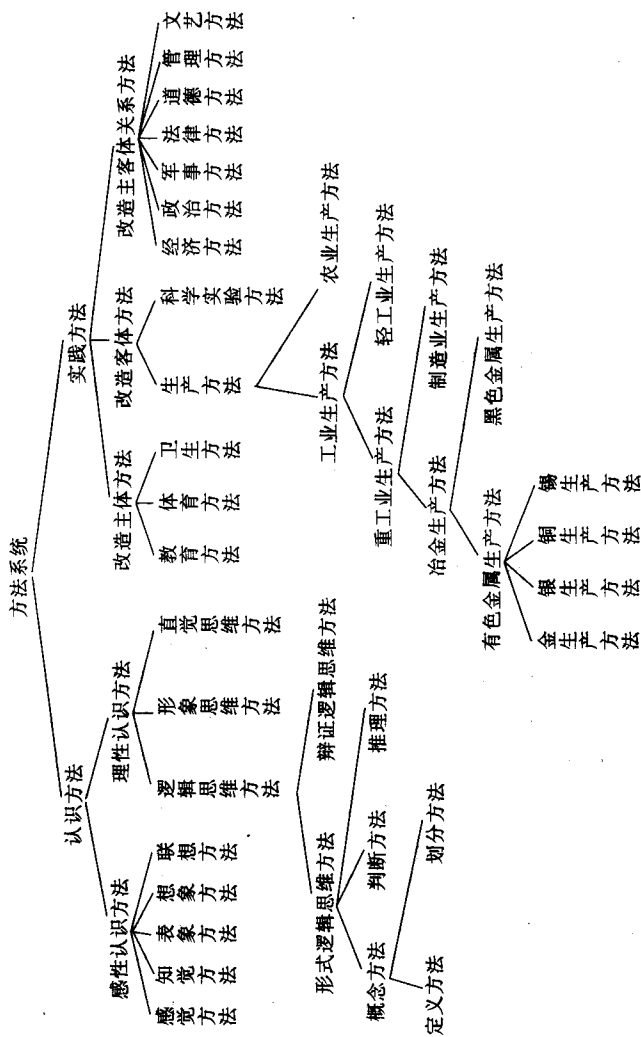 方法系统
认识方法
实践方法
感性认识方法
理性认识方法
改造主体方法
改造客体方法
改造主客体关系方法
感觉方法
知觉方法
表象方法
想象方法
联想方法
逻辑思维方法
形象思维方法
直觉思维方法
教育方法
体育方法
卫生方法
生产方法
科学实验方法
经济方法
政治方法
军事方法
法律方法
道德方法
管理方法
文艺方法
形式逻辑思维方法
辩证逻辑思维方法
工业生产方法
农业生产方法
概念方法
判断方法
推理方法
重工业生产方法
轻工业生产方法
定义方法
划分方法
冶金生产方法
制造业生产方法
有色金属生产方法
黑色金属生产方法
金生产方法
银生产方法
铜生产方法
锡生产方法